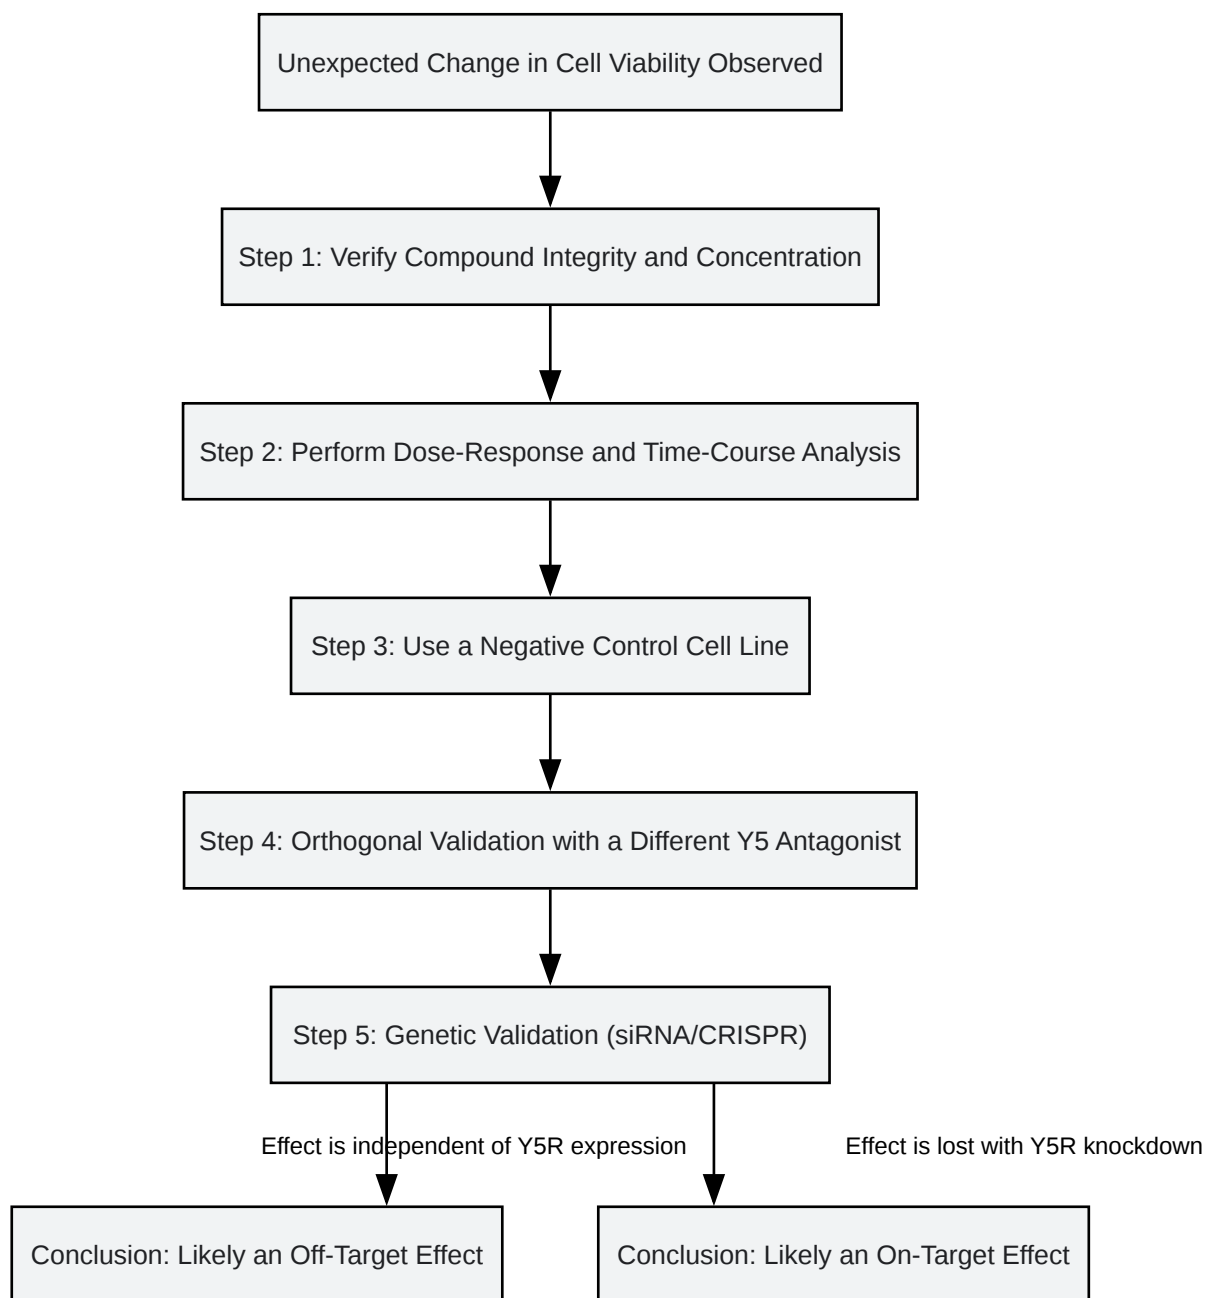 Unexpected Change in Cell Viability Observed
Step 1: Verify Compound Integrity and Concentration
Step 2: Perform Dose-Response and Time-Course Analysis
Step 3: Use a Negative Control Cell Line
Step 4: Orthogonal Validation with a Different Y5 Antagonist
Step 5: Genetic Validation (siRNA/CRISPR)
Effect is independent of Y5R expression
Effect is lost with Y5R knockdown
Conclusion: Likely an Off-Target Effect
Conclusion: Likely an On-Target Effect